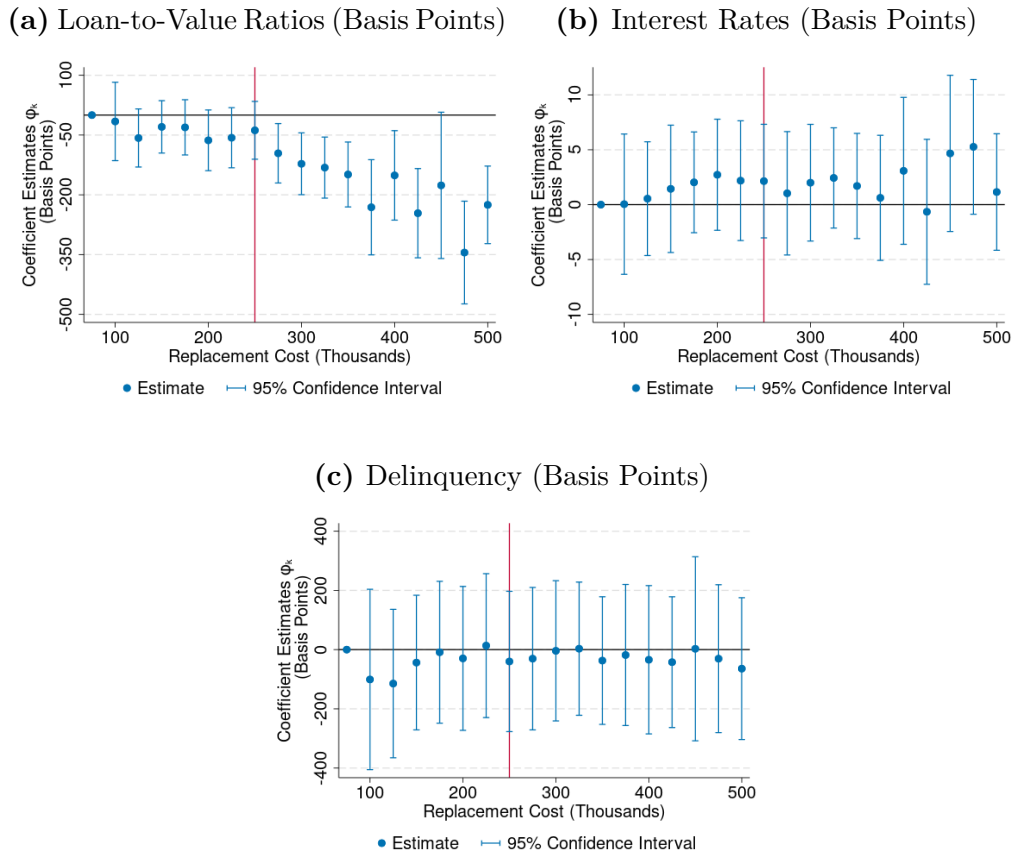 (a) Loan-to-Value Ratios (Basis Points)
Coefficient Estimates φₖ
(Basis Points)
100
-50
-200
-350
-500
100 200 300 400 500
Replacement Cost (Thousands)
Estimate 95% Confidence Interval
(b) Interest Rates (Basis Points)
Coefficient Estimates φₖ
(Basis Points)
10
5
0
-5
-10
100 200 300 400 500
Replacement Cost (Thousands)
Estimate 95% Confidence Interval
(c) Delinquency (Basis Points)
Coefficient Estimates φₖ
(Basis Points)
400
200
0
-200
-400
100 200 300 400 500
Replacement Cost (Thousands)
Estimate 95% Confidence Interval